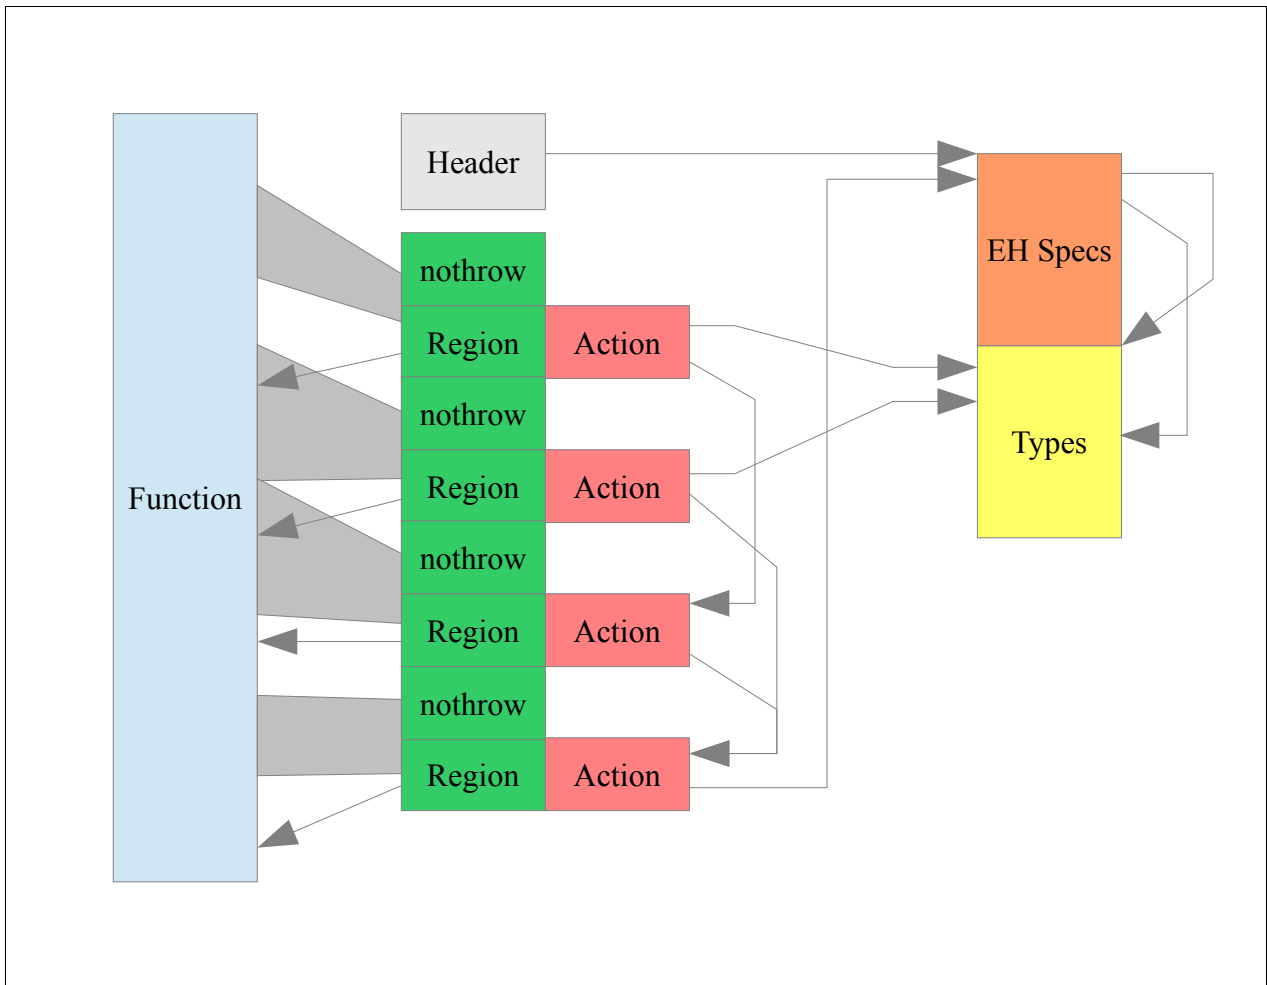 Header
EH Specs
nothrow
Region
Action
nothrow
Types
Region
Action
Function
nothrow
Region
Action
nothrow
Region
Action